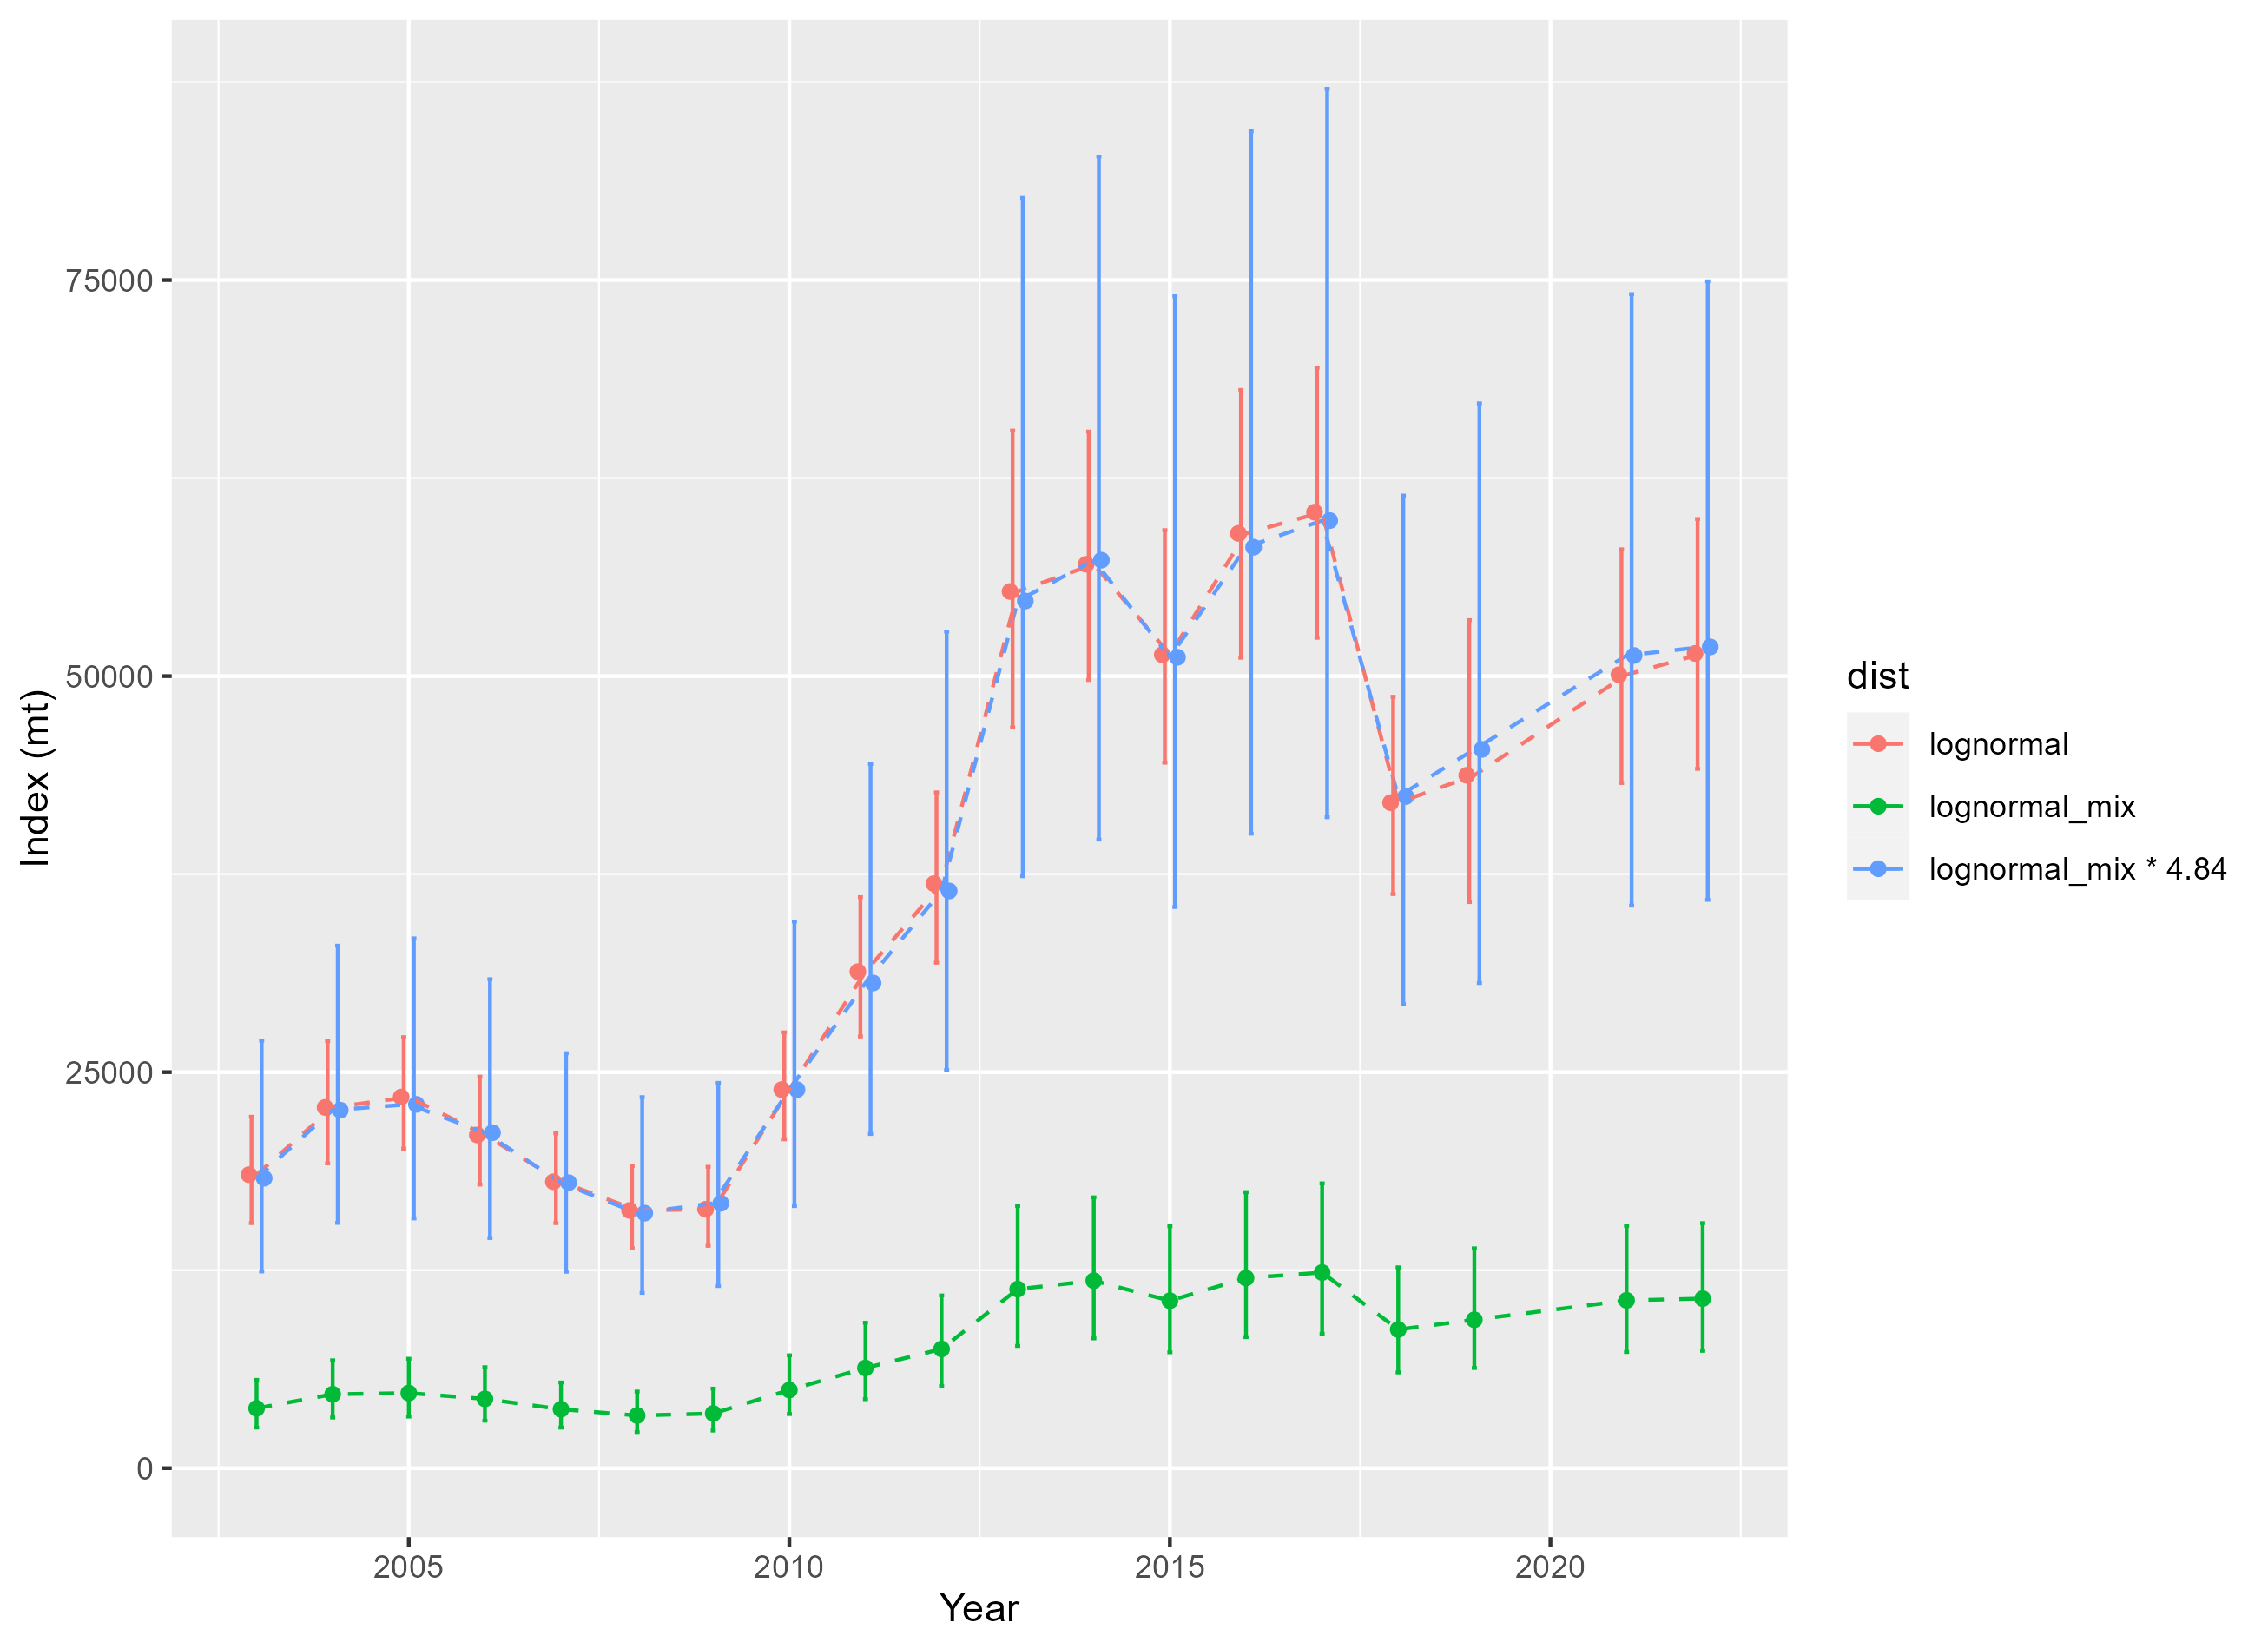 75000
50000
25000
0
Index (mt)
2005
2010
2015
2020
Year
dist
lognormal
lognormal_mix
lognormal_mix * 4.84